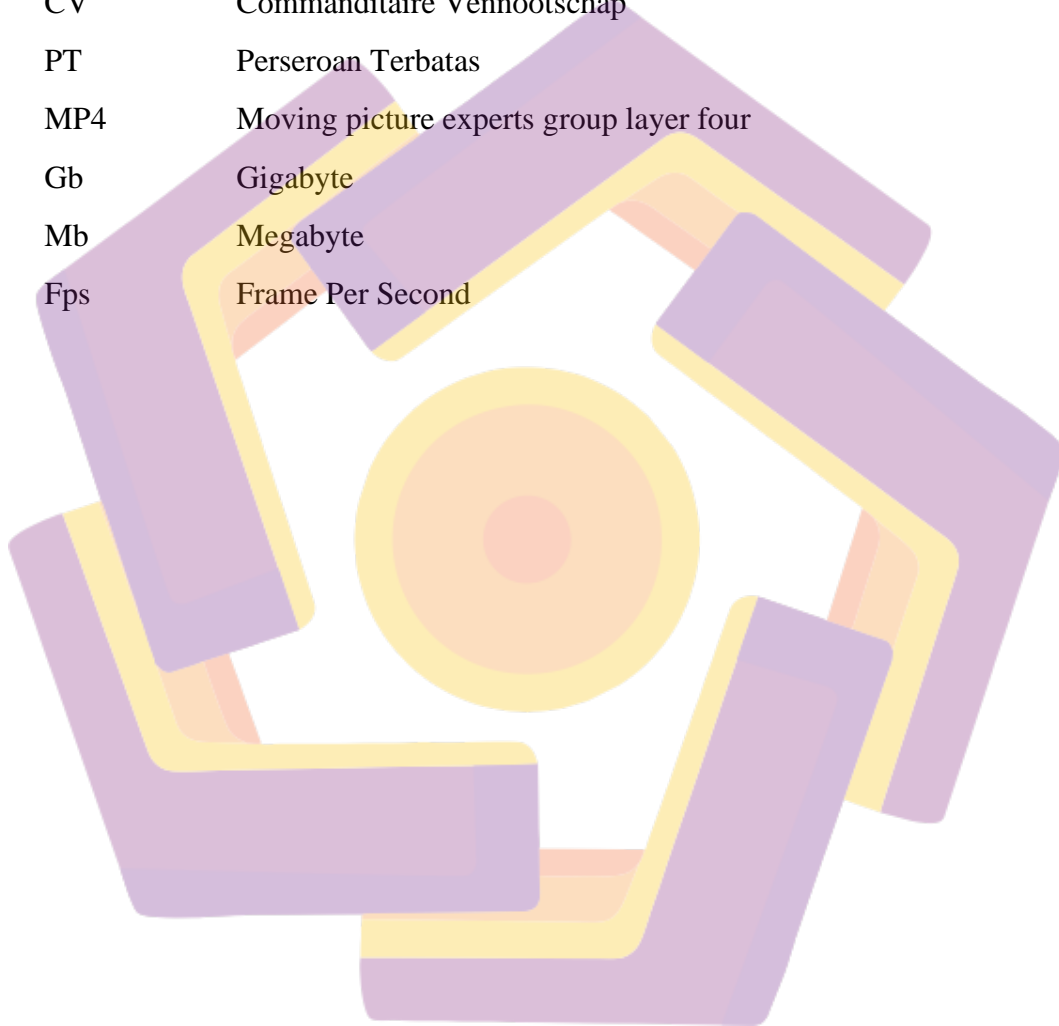 CV Commanditaire Vennootschap
PT Perseroan Terbatas
MP4 Moving picture experts group layer four
Gb Gigabyte
Mb Megabyte
Fps Frame Per Second